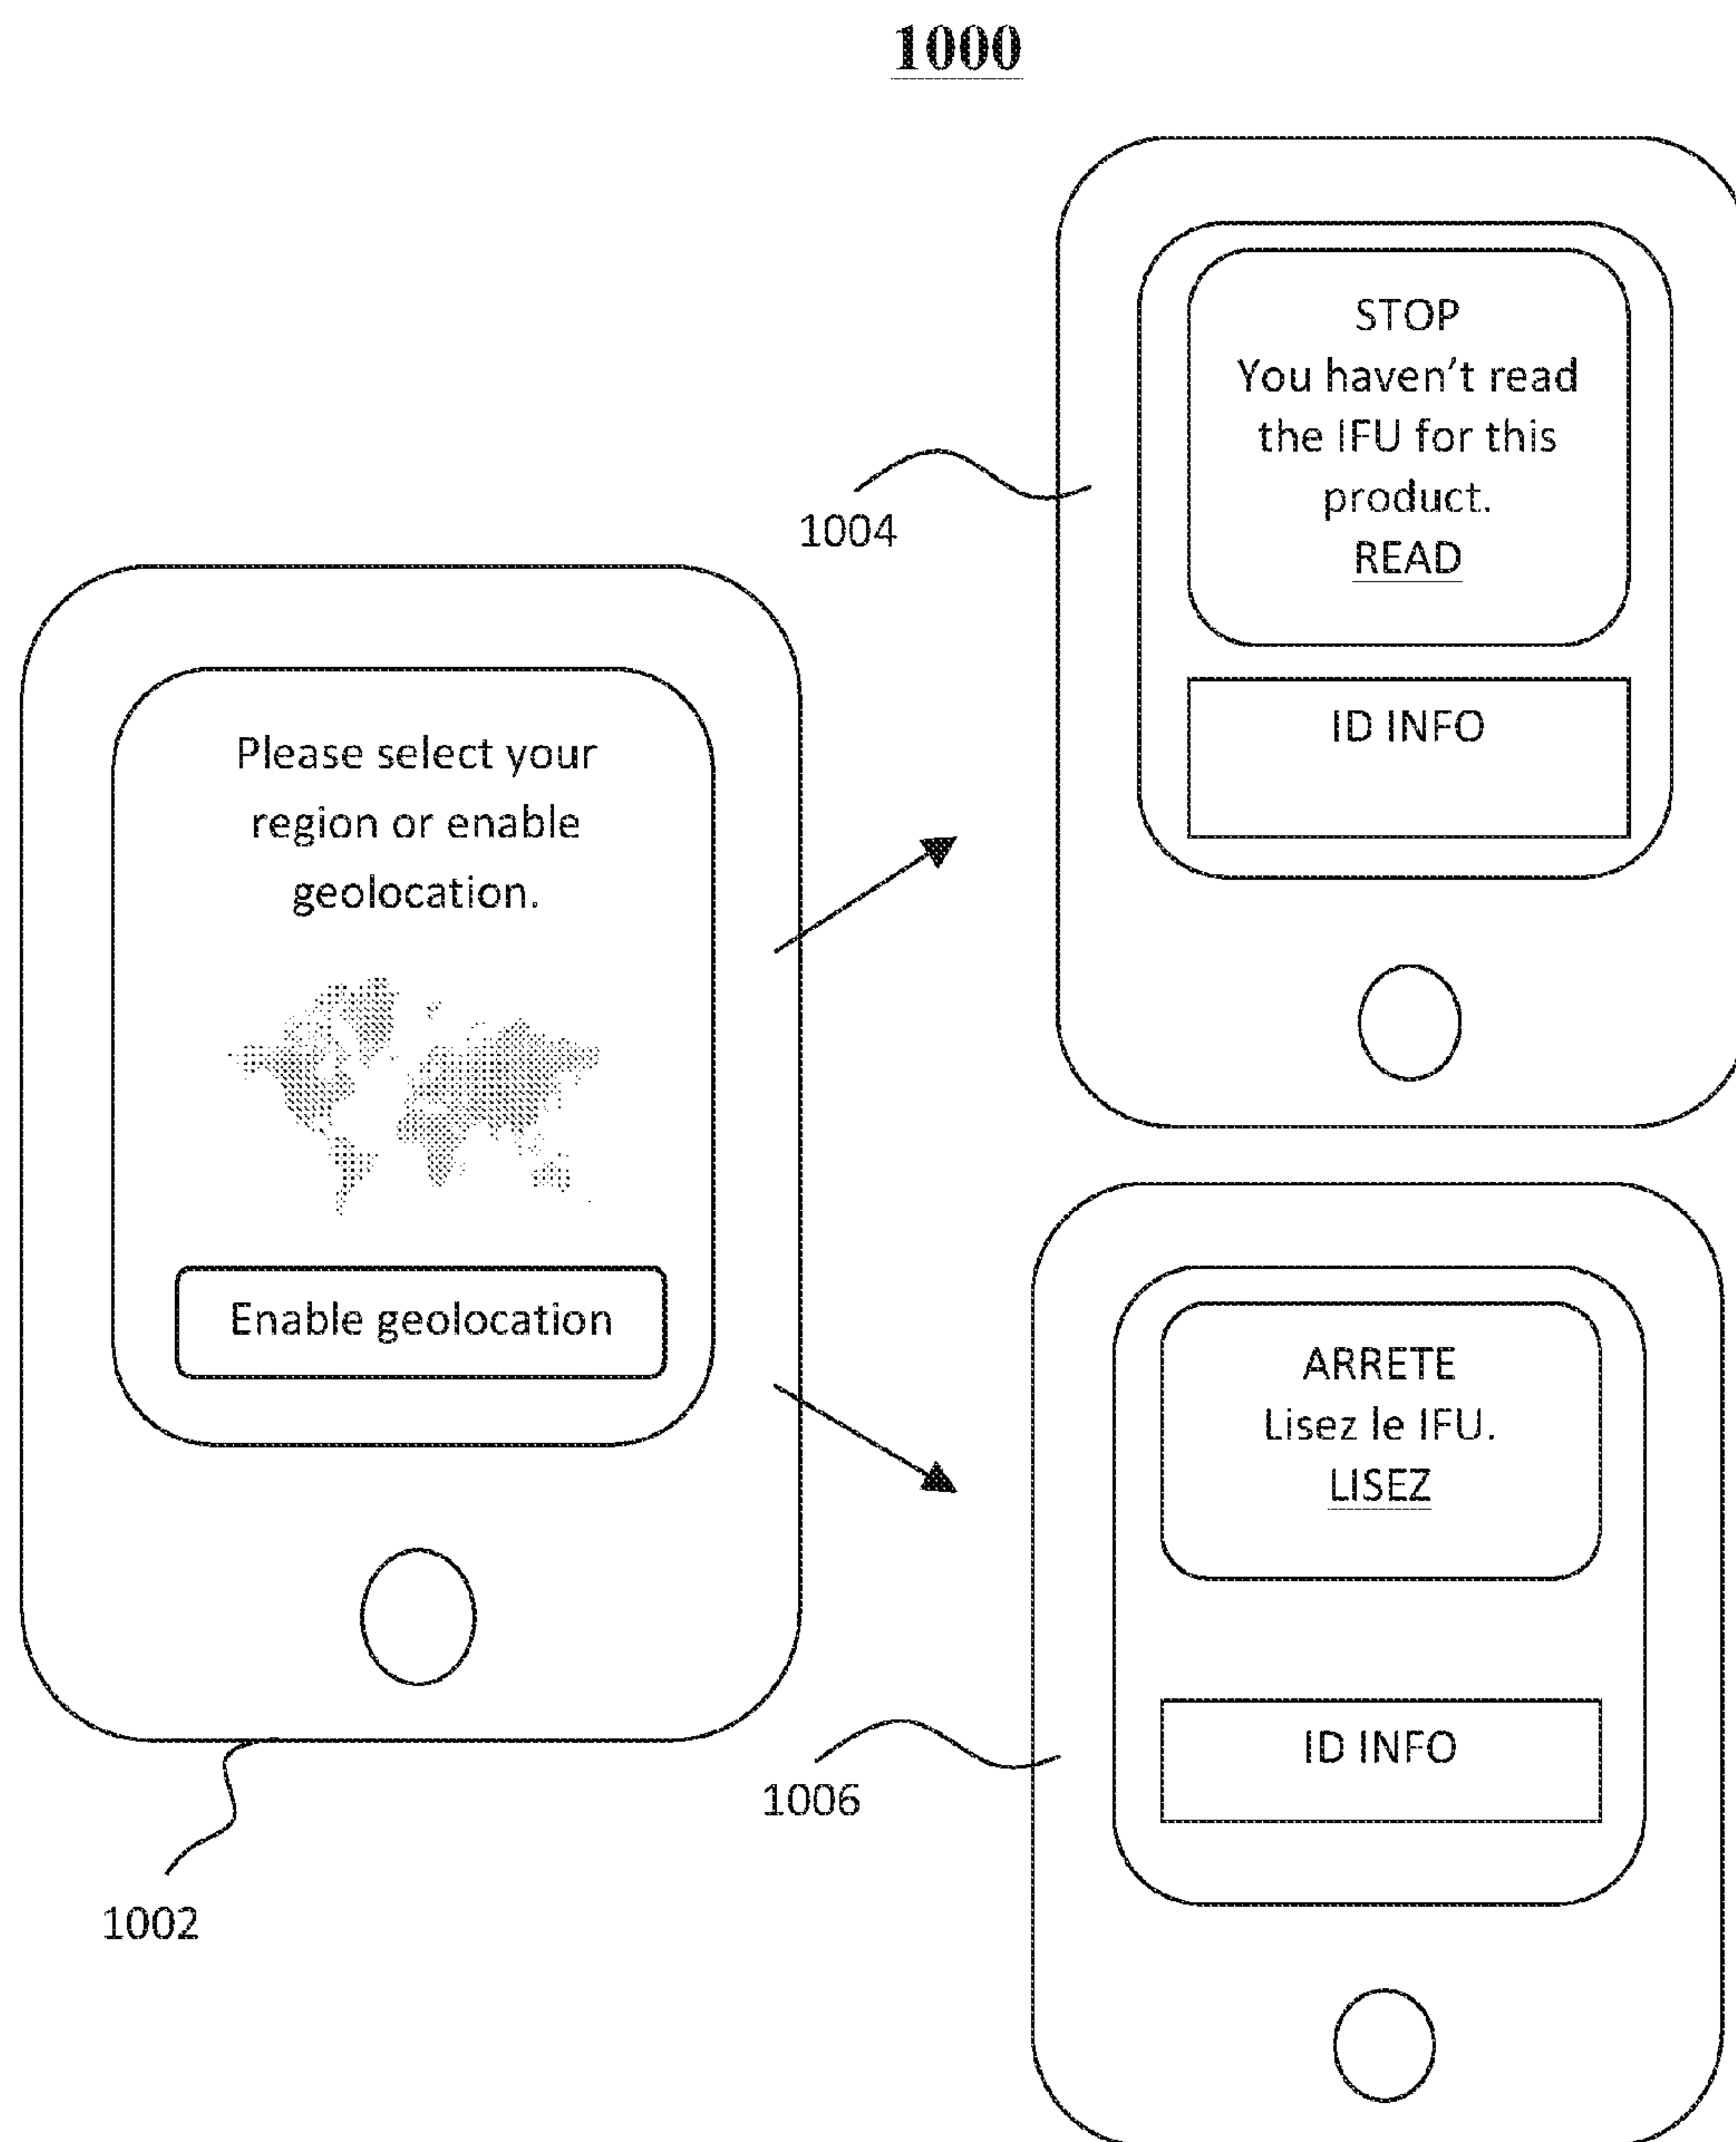 1000
STOP
You haven't read
the IFU for this
product.
READ
ID INFO
1004
Please select your
region or enable
geolocation.
Enable geolocation
1002
ARRETE
Lisez le IFU.
LISEZ
ID INFO
1006